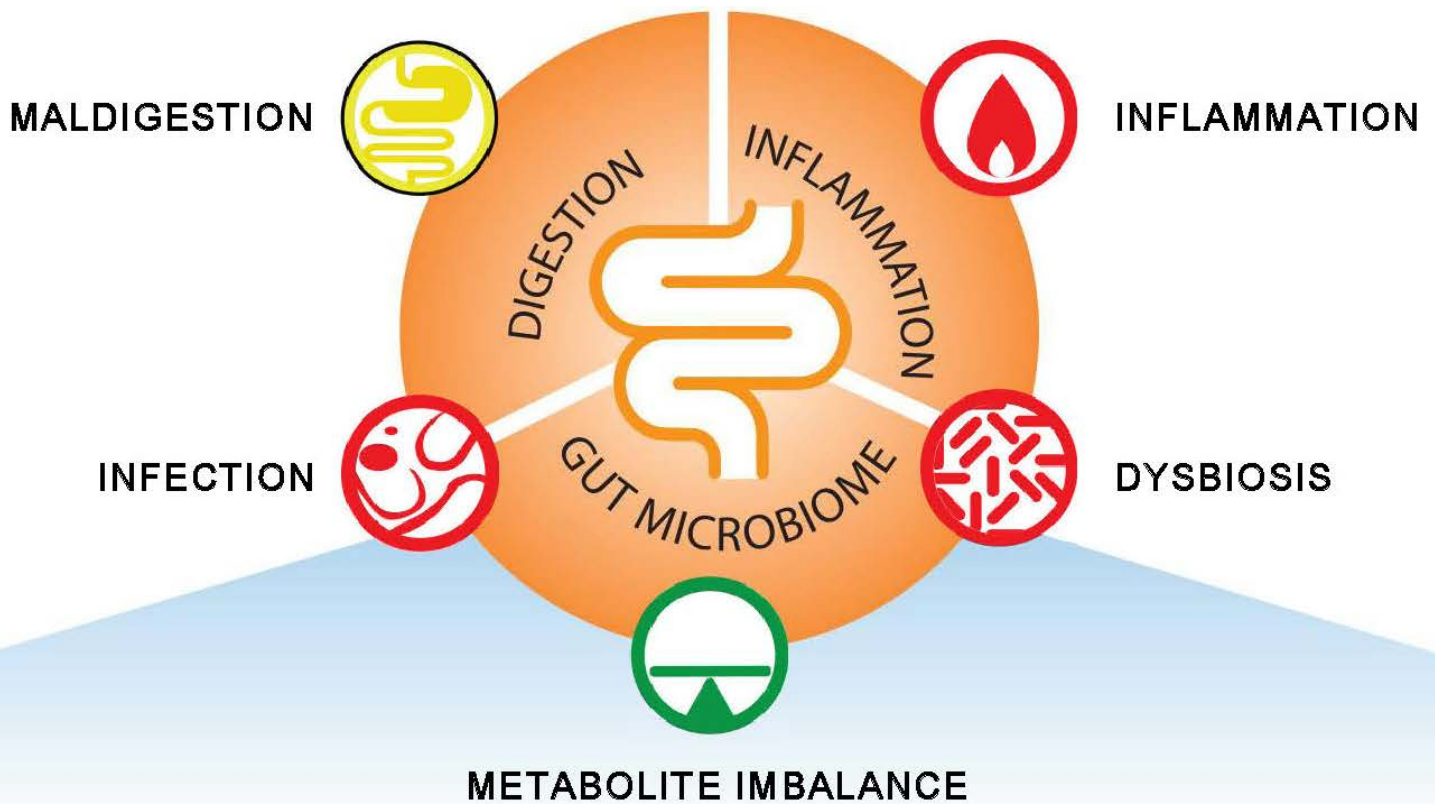 MALDIGESTION
INFLAMMATION
DIGESTION
INFLAMMATION
INFECTION
GUT MICROBIOME
DYSBIOSIS
METABOLITE IMBALANCE